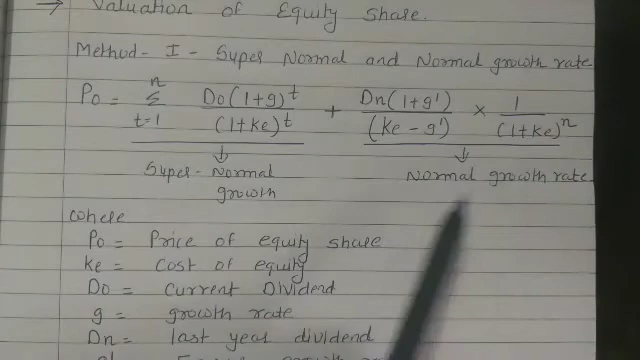 → Valuation of Equity Share.
Method - I - Super Normal and Normal growth rate
P0 = n Σ t=1 D0(1+g)^t / (1+ke)^t + Dn(1+g') / (ke - g') × 1 / (1+ke)^n
↓ ↓
Super-Normal growth
Normal growth rate
where
P0 = Price of equity share
ke = Cost of equity
D0 = Current Dividend
g = growth rate
Dn = last year dividend